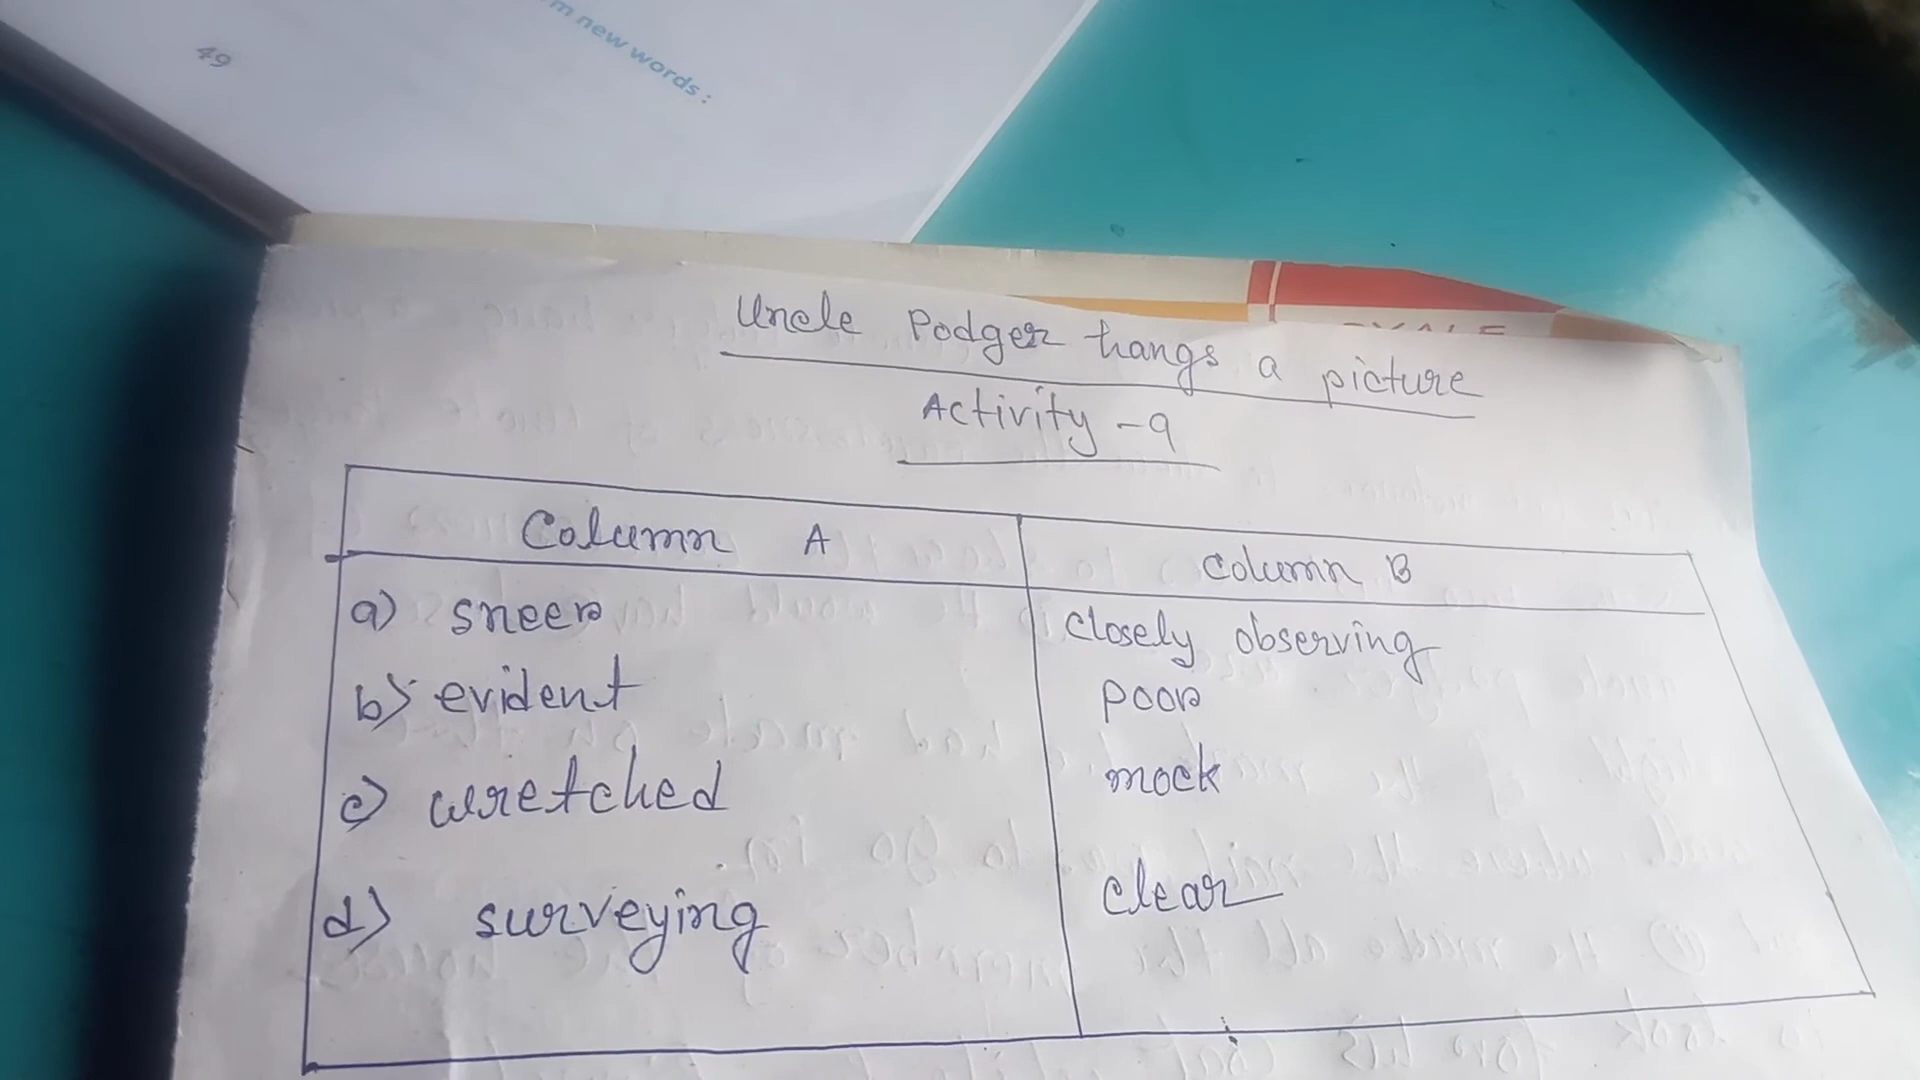 49
new words :
Uncle Podger hangs a picture
Activity - 9
Column A
Column B
a) sneer
closely observing
b) evident
poor
c) wretched
mock
d) surveying
clear